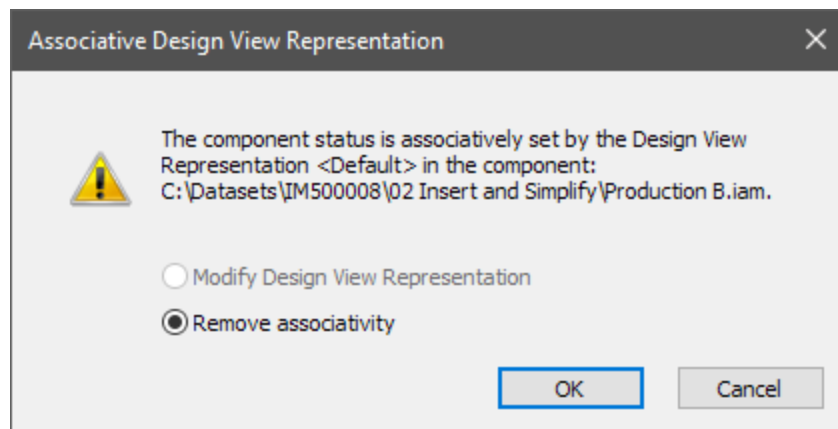 Associative Design View Representation
The component status is associatively set by the Design View
Representation <Default> in the component:
C:\Datasets\IM500008\02 Insert and Simplify\Production B.iam.
Modify Design View Representation
Remove associativity
OK Cancel